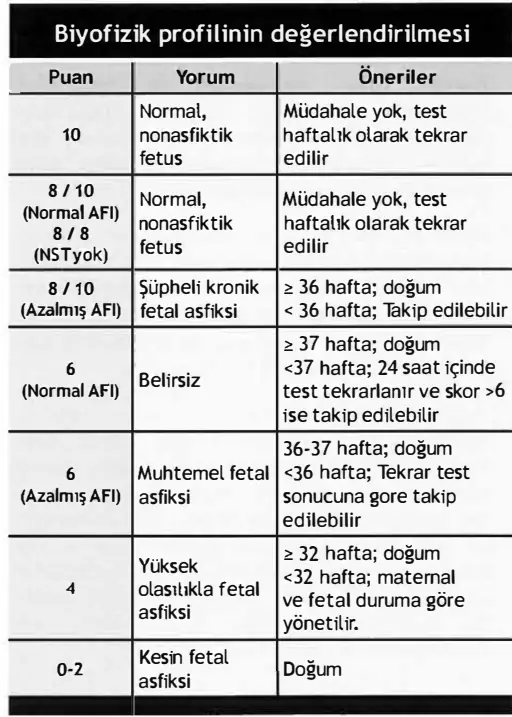 Biyofizik profilinin değerlendirilmesi
Puan Yorum Öneriler
10
Normal,
nonasfiktik
fetus
Müdahale yok, test
haftalık olarak tekrar
edilir
8 / 10
(Normal AFI)
8 / 8
(NSTyok)
Normal,
nonasfiktik
fetus
Müdahale yok, test
haftalık olarak tekrar
edilir
8 / 10
(Azalmış AFI)
Şüpheli kronik
fetal asfiksi
≥ 36 hafta; doğum
< 36 hafta; Takip edilebilir
6
(Normal AFI)
Belirsiz
≥ 37 hafta; doğum
<37 hafta; 24 saat içinde
test tekrarlanır ve skor >6
ise takip edilebilir
6
(Azalmış AFI)
Muhtemel fetal
asfiksi
36-37 hafta; doğum
<36 hafta; Tekrar test
sonucuna gore takip
edilebilir
4
Yüksek
olasılıkla fetal
asfiksi
≥ 32 hafta; doğum
<32 hafta; maternal
ve fetal duruma göre
yönetilir.
0-2
Kesin fetal
asfiksi
Doğum